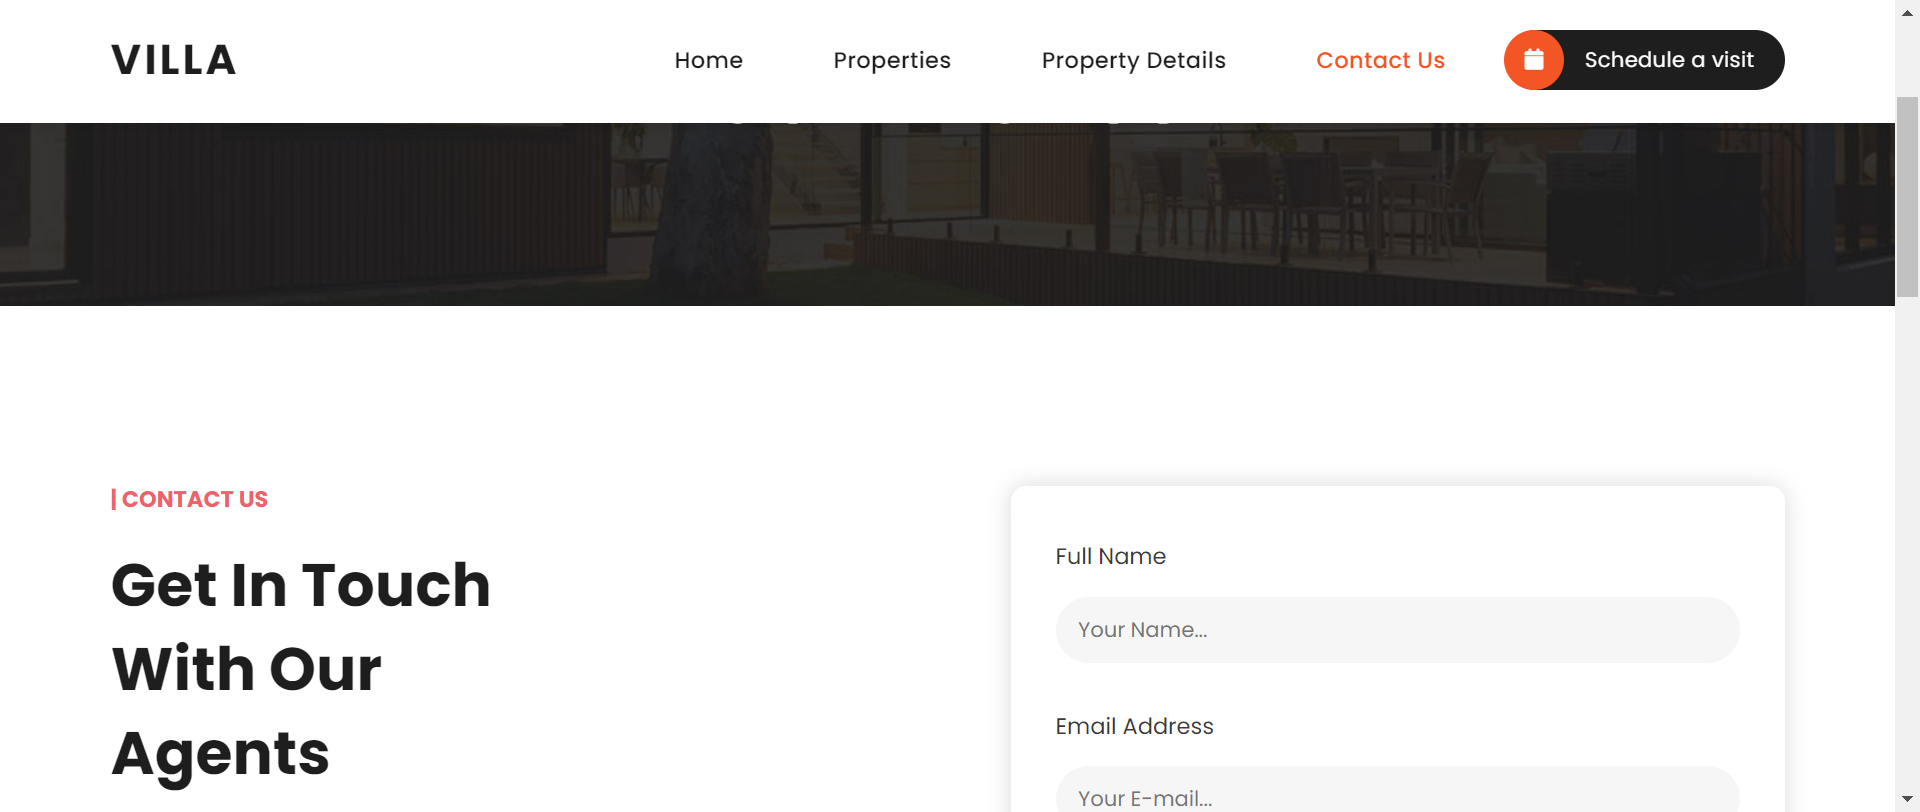 VILLA
Home
Properties
Property Details
Contact Us
Schedule a visit
| CONTACT US
Get In Touch
With Our
Agents
Full Name
Your Name...
Email Address
Your E-mail...